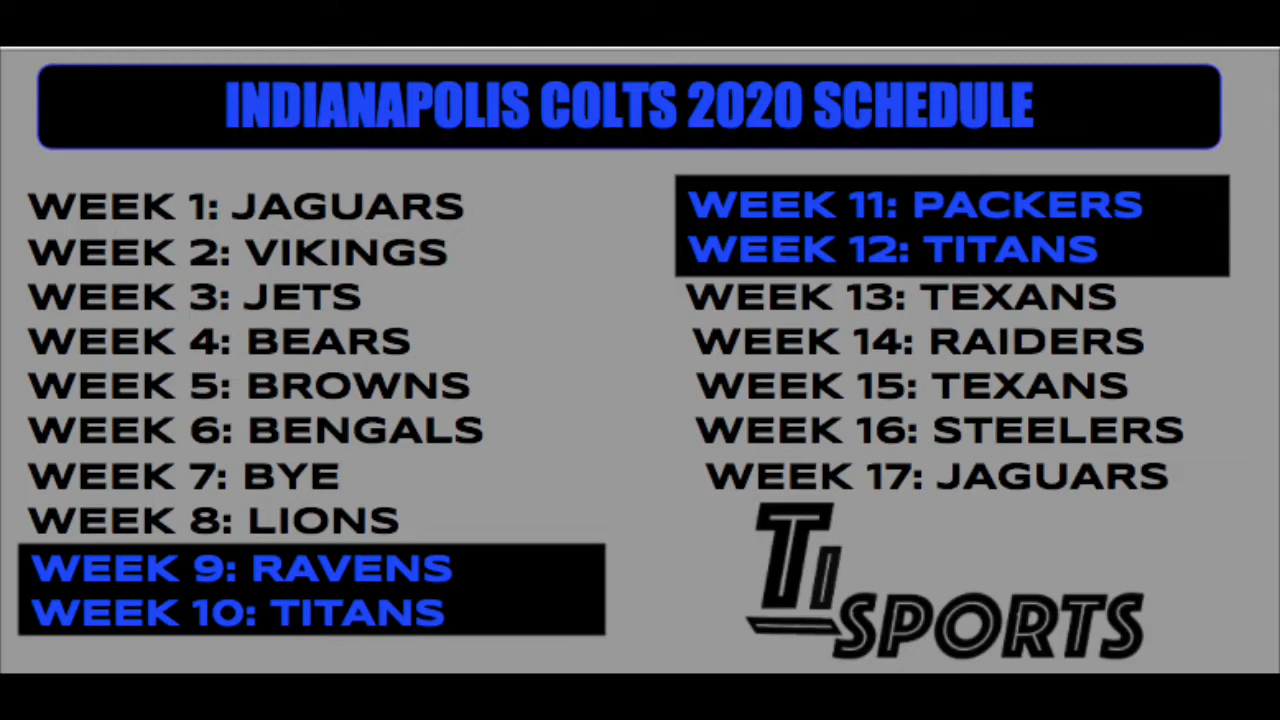 INDIANAPOLIS COLTS 2020 SCHEDULE
WEEK 1: JAGUARS
WEEK 2: VIKINGS
WEEK 3: JETS
WEEK 4: BEARS
WEEK 5: BROWNS
WEEK 6: BENGALS
WEEK 7: BYE
WEEK 8: LIONS
WEEK 9: RAVENS
WEEK 10: TITANS
WEEK 11: PACKERS
WEEK 12: TITANS
WEEK 13: TEXANS
WEEK 14: RAIDERS
WEEK 15: TEXANS
WEEK 16: STEELERS
WEEK 17: JAGUARS
TI
SPORTS